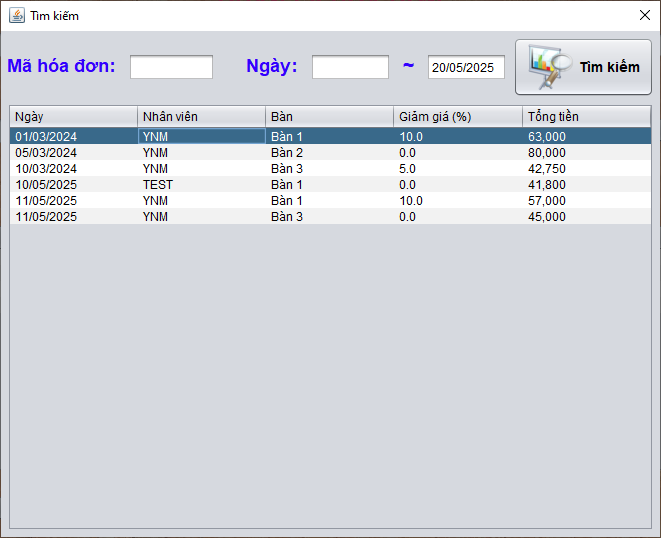 Tìm kiếm
Mã hóa đơn: Ngày: ~ 20/05/2025 Tìm kiếm
Ngày Nhân viên Bàn Giảm giá (%) Tổng tiền
01/03/2024 YNM Bàn 1 10.0 63,000
05/03/2024 YNM Bàn 2 0.0 80,000
10/03/2024 YNM Bàn 3 5.0 42,750
10/05/2025 TEST Bàn 1 0.0 41,800
11/05/2025 YNM Bàn 1 10.0 57,000
11/05/2025 YNM Bàn 3 0.0 45,000